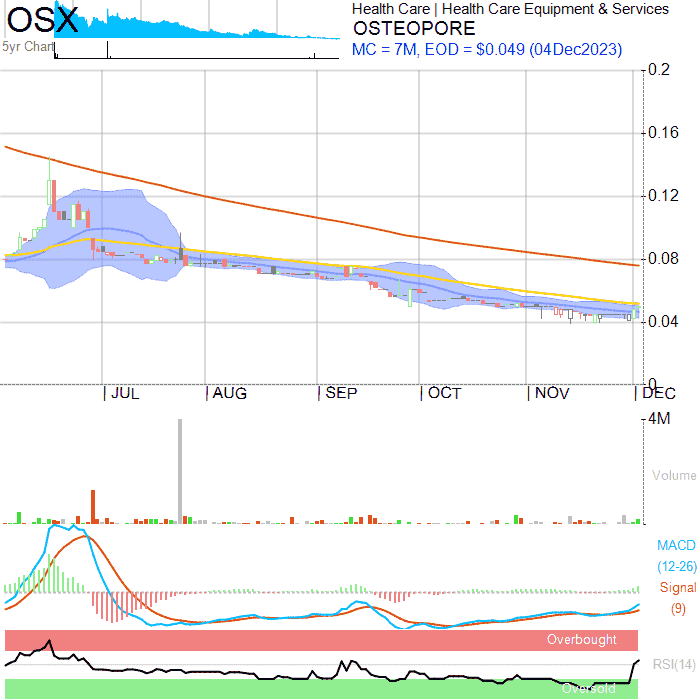 OSX
5yr Chart
Health Care | Health Care Equipment & Services
OSTEOPORE
MC = 7M, EOD = $0.049 (04Dec2023)
0.2
0.16
0.12
0.08
0.04
0
JUL AUG SEP OCT NOV DEC
4M
Volume
MACD
(12-26)
Signal
(9)
Overbought
RSI(14)
Oversold